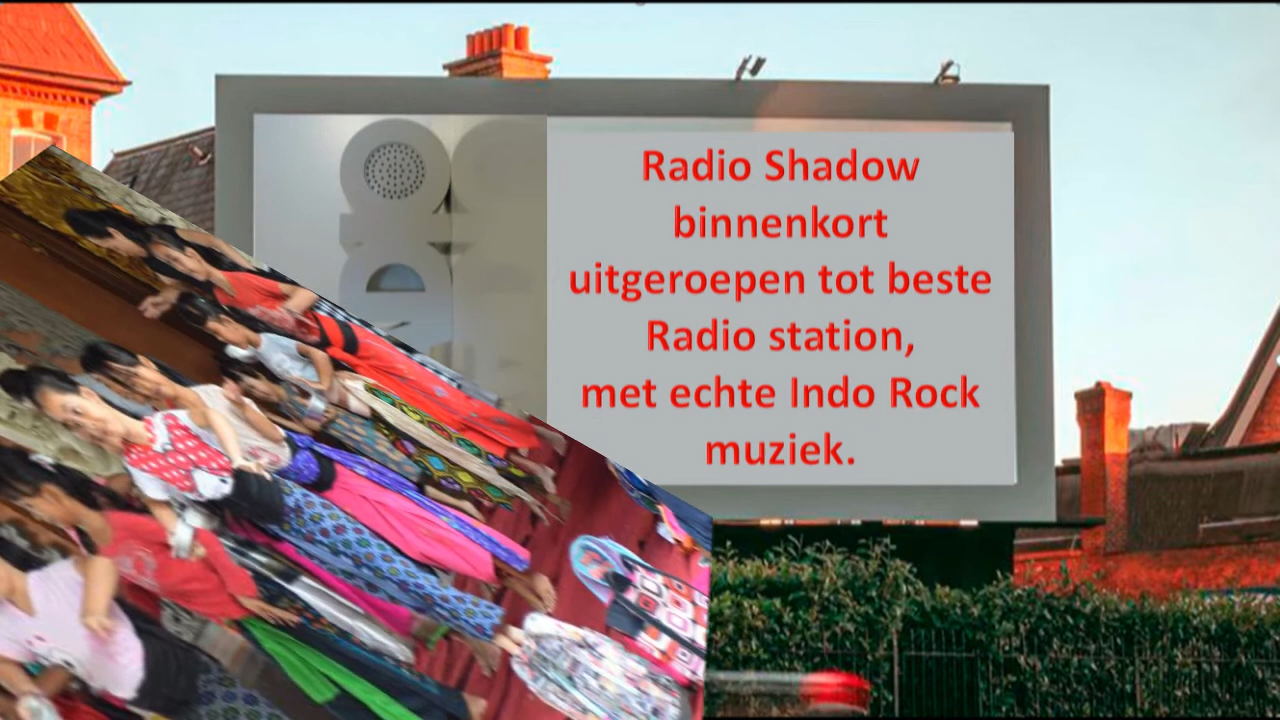 Radio Shadow
binnenkort
uitgeroepen tot beste
Radio station,
met echte Indo Rock
muziek.